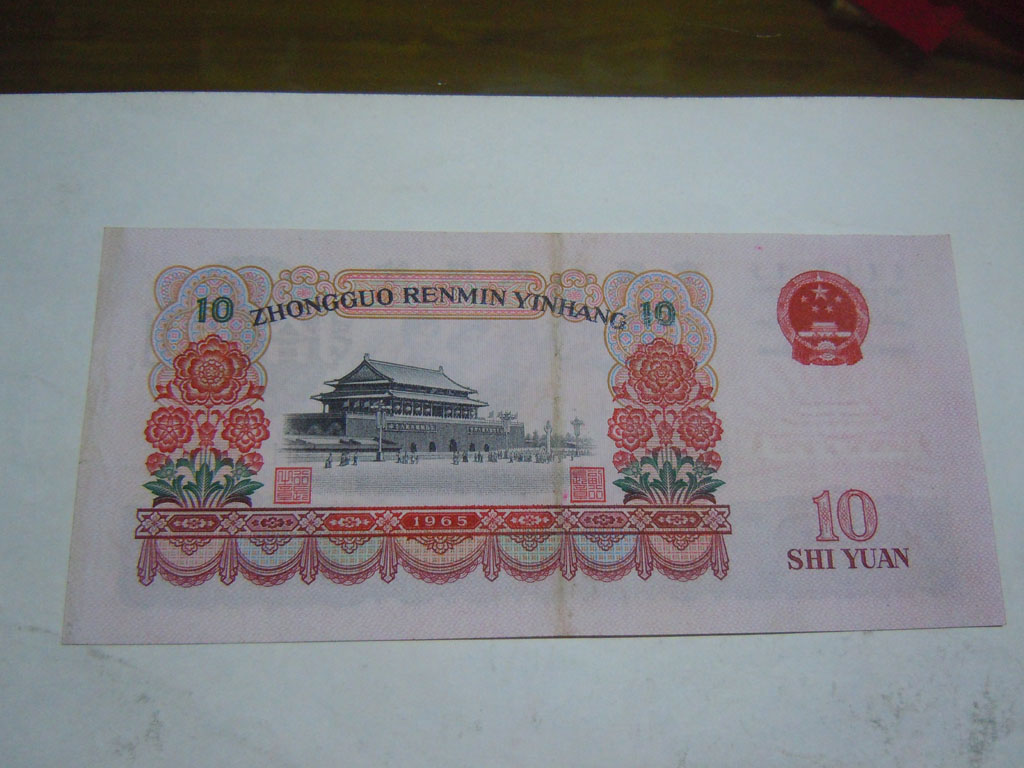 10 ZHONGGUO RENMIN YINHANG 10
1965
10
SHI YUAN